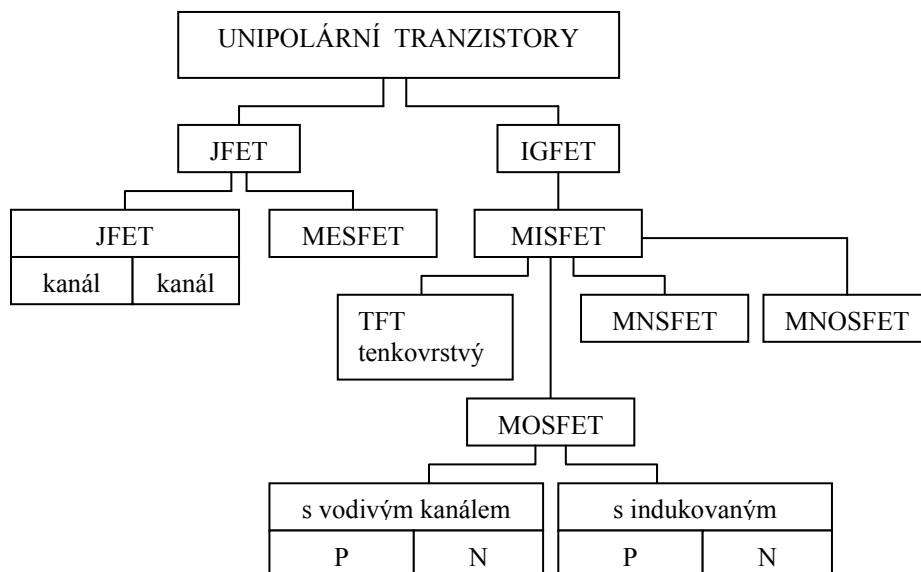 UNIPOLÁRNÍ TRANZISTORY
JFET
IGFET
JFET
MESFET
MISFET
kanál
kanál
TFT
tenkovrstvý
MNSFET
MNOSFET
MOSFET
s vodivým kanálem
s indukovaným
P
N
P
N